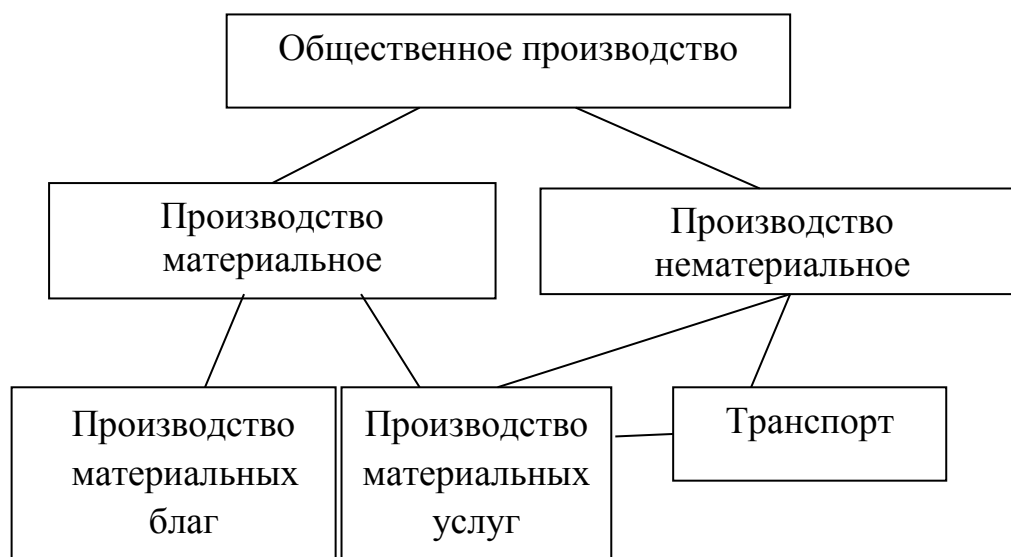 Общественное производство
Производство
материальное
Производство
нематериальное
Производство
материальных
благ
Производство
материальных
услуг
Транспорт